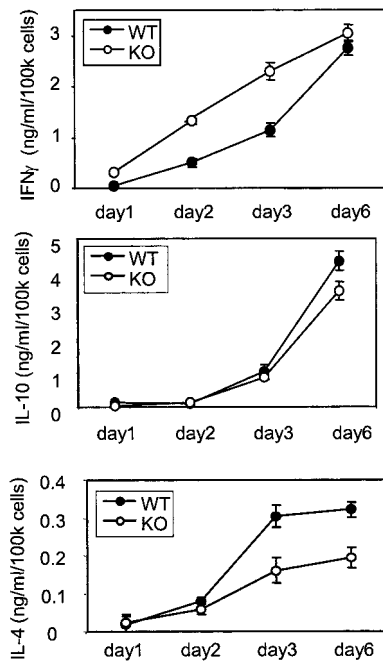 IFNγ (ng/ml/100k cells)
3
2
1
0
WT
KO
day1 day2 day3 day6
IL-10 (ng/ml/100k cells)
5
4
3
2
1
0
WT
KO
day1 day2 day3 day6
IL-4 (ng/ml/100k cells)
0.4
0.3
0.2
0.1
0
WT
KO
day1 day2 day3 day6